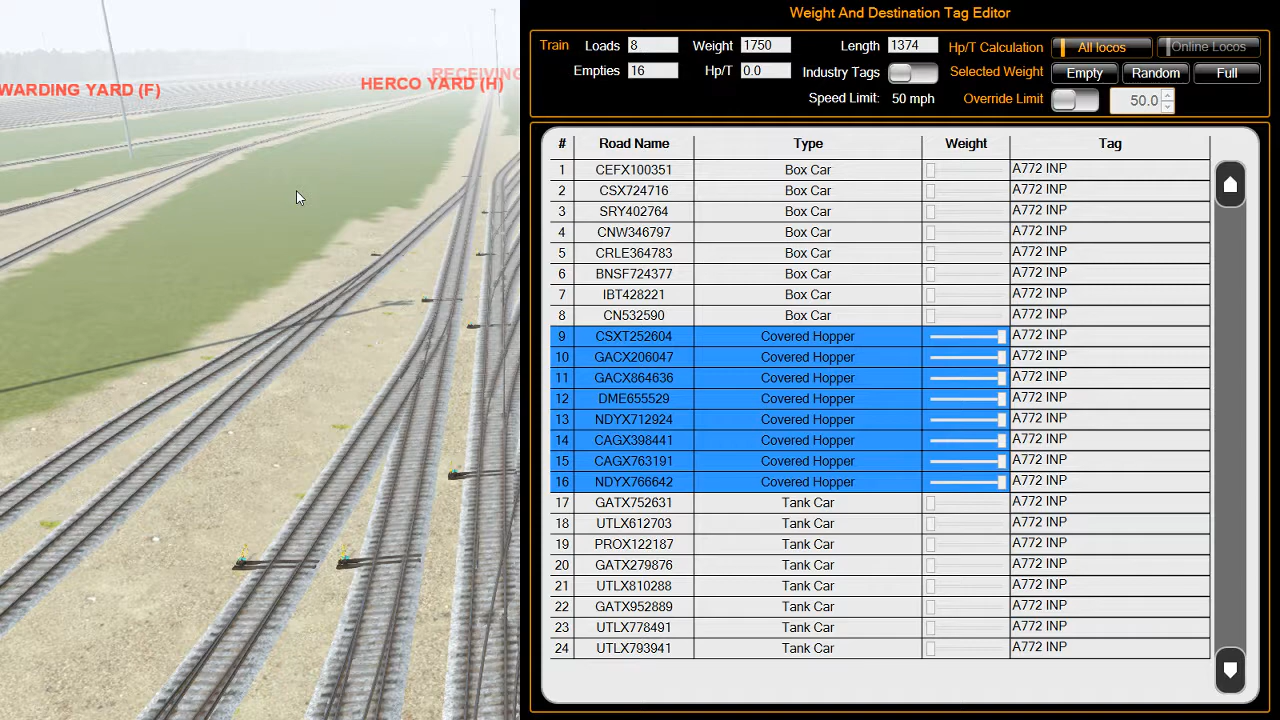 WARDING YARD (F)
HERCO YARD (H)
RECEIVING
Weight And Destination Tag Editor
Train Loads 8 Weight 1750 Length 1374 Hp/T Calculation All locos Online Locos
Empties 16 Hp/T 0.0 Industry Tags Selected Weight Empty Random Full
Speed Limit: 50 mph Override Limit 50.0
# Road Name Type Weight Tag
1 CEFX100351 Box Car A772 INP
2 CSX724716 Box Car A772 INP
3 SRY402764 Box Car A772 INP
4 CNW346797 Box Car A772 INP
5 CRLE364783 Box Car A772 INP
6 BNSF724377 Box Car A772 INP
7 IBT428221 Box Car A772 INP
8 CN532590 Box Car A772 INP
9 CSXT252604 Covered Hopper A772 INP
10 GACX206047 Covered Hopper A772 INP
11 GACX864636 Covered Hopper A772 INP
12 DME655529 Covered Hopper A772 INP
13 NDYX712924 Covered Hopper A772 INP
14 CAGX398441 Covered Hopper A772 INP
15 CAGX763191 Covered Hopper A772 INP
16 NDYX766642 Covered Hopper A772 INP
17 GATX752631 Tank Car A772 INP
18 UTLX612703 Tank Car A772 INP
19 PROX122187 Tank Car A772 INP
20 GATX279876 Tank Car A772 INP
21 UTLX810288 Tank Car A772 INP
22 GATX952889 Tank Car A772 INP
23 UTLX778491 Tank Car A772 INP
24 UTLX793941 Tank Car A772 INP